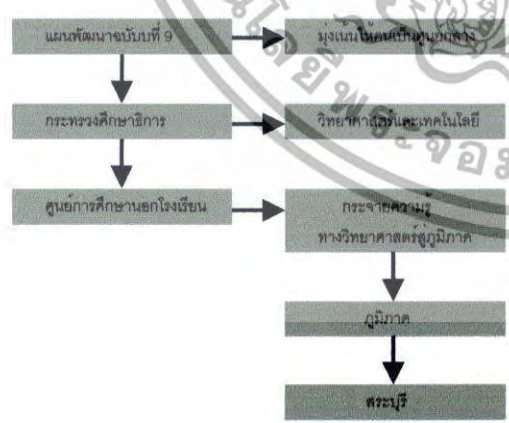 แผนพัฒนาฉบับบที่ 9
มุ่งเน้นให้คนเป็นศูนย์กลาง
กระทรวงศึกษาธิการ
วิทยาศาสตร์และเทคโนโลยี
ศูนย์การศึกษานอกโรงเรียน
กระจายความรู้
ทางวิทยาศาสตร์สู่ภูมิภาค
ภูมิภาค
สระบุรี